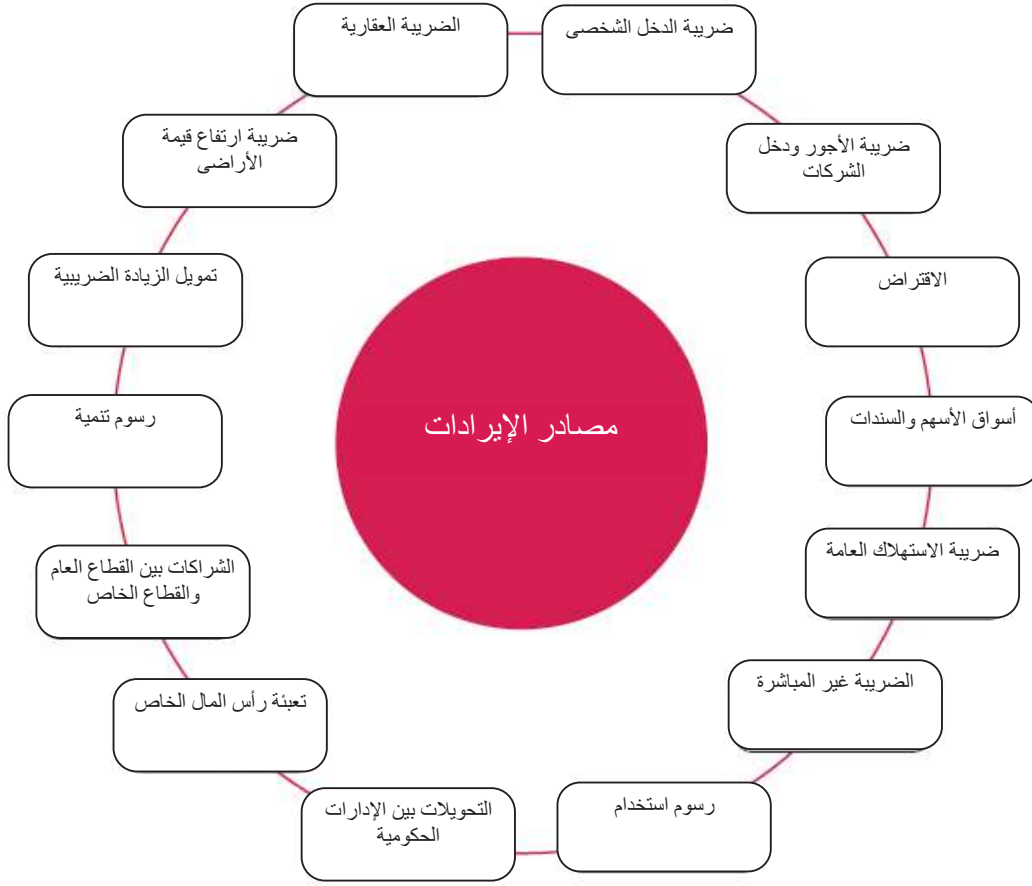 ضريبة الدخل الشخصى
الضريبة العقارية
ضريبة الأجور ودخل
الشركات
ضريبة ارتفاع قيمة
الأراضى
الاقتراض
تمويل الزيادة الضريبية
أسواق الأسهم والسندات
رسوم تنمية
مصادر الإيرادات
ضريبة الاستهلاك العامة
الشراكات بين القطاع العام
والقطاع الخاص
الضريبة غير المباشرة
تعبئة رأس المال الخاص
رسوم استخدام
التحويلات بين الإدارات
الحكومية